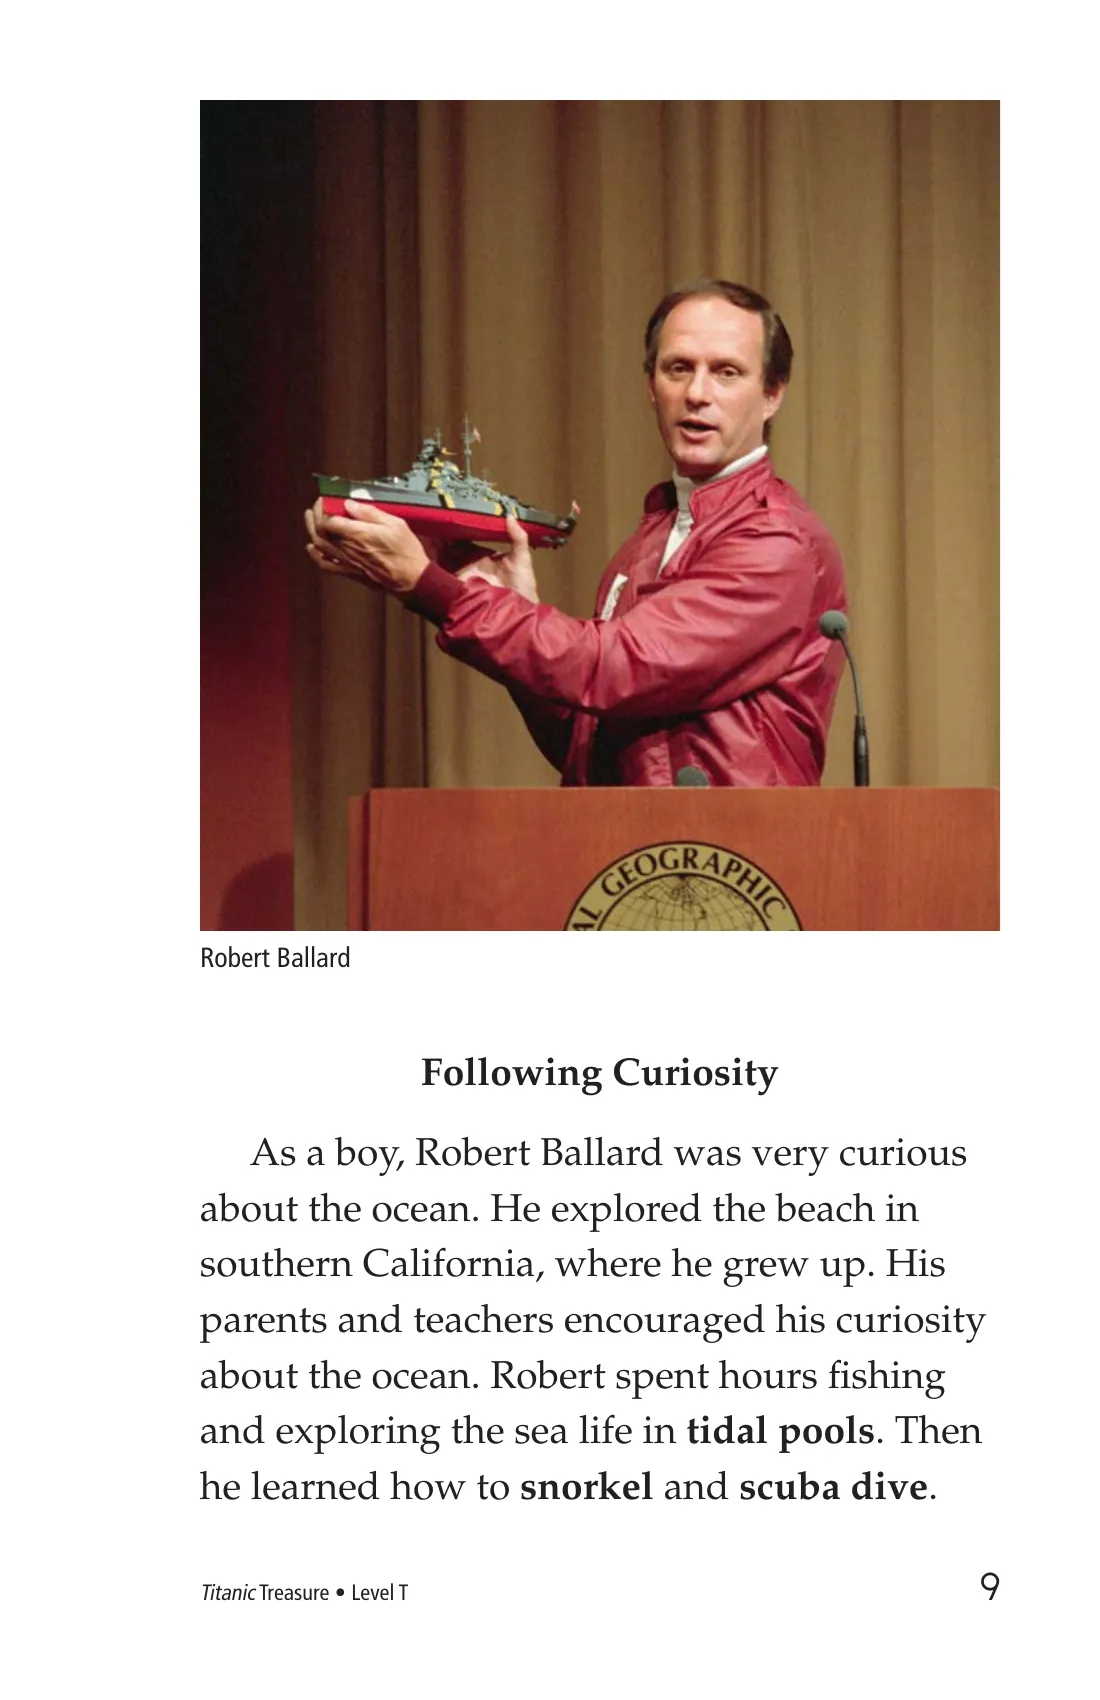 AL GEOGRAPHIC
Robert Ballard
Following Curiosity
As a boy, Robert Ballard was very curious
about the ocean. He explored the beach in
southern California, where he grew up. His
parents and teachers encouraged his curiosity
about the ocean. Robert spent hours fishing
and exploring the sea life in tidal pools. Then
he learned how to snorkel and scuba dive.
Titanic Treasure • Level T
9